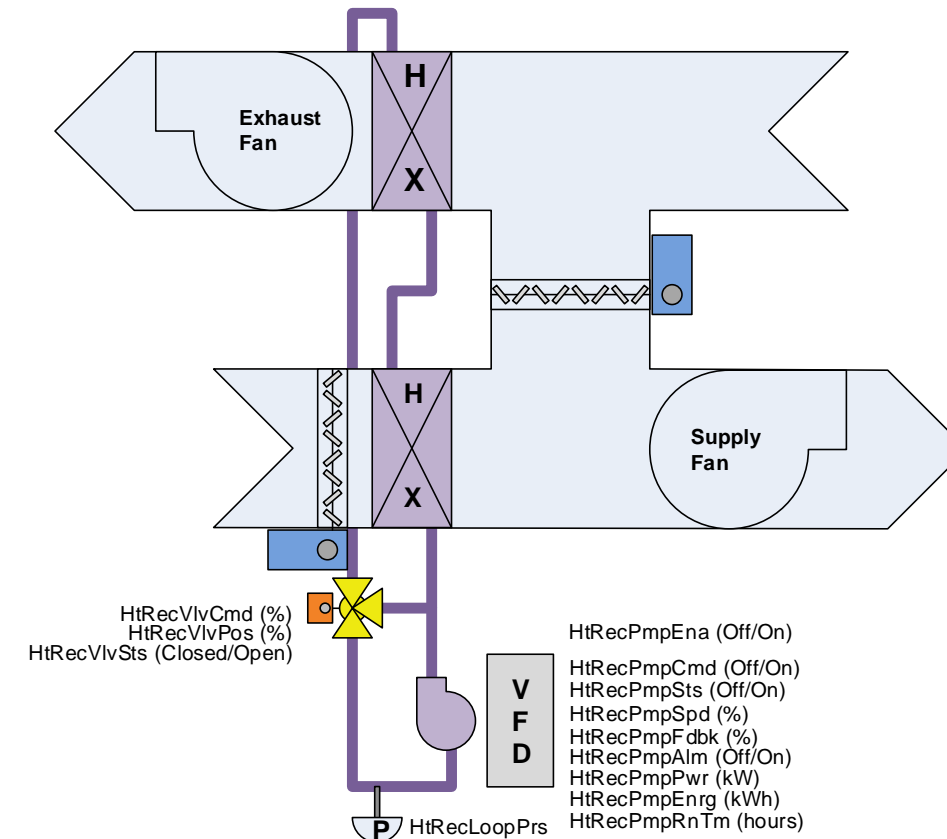 H
X
Exhaust
Fan
H
X
Supply
Fan
HtRecVlvCmd (%)
HtRecVlvPos (%)
HtRecVlvSts (Closed/Open)
V
F
D
HtRecPmpEna (Off/On)
HtRecPmpCmd (Off/On)
HtRecPmpSts (Off/On)
HtRecPmpSpd (%)
HtRecPmpFdbk (%)
HtRecPmpAlm (Off/On)
HtRecPmpPwr (kW)
HtRecPmpEnrg (kWh)
HtRecPmpRnTm (hours)
P
HtRecLoopPrs